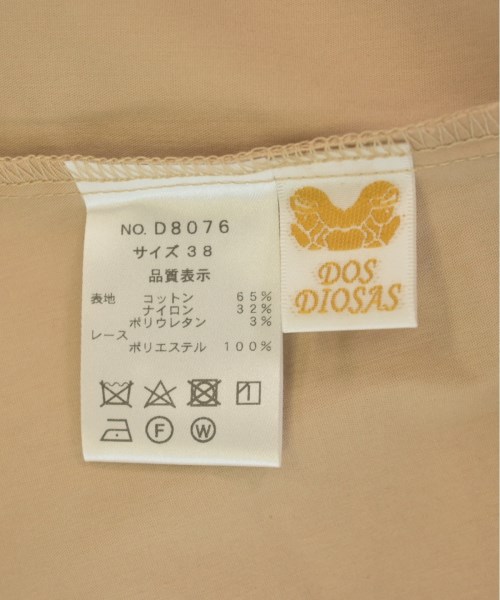 NO. D8076
サイズ 38
品質表示
表地 コットン 65%
ナイロン 32%
ポリウレタン 3%
レース
ポリエステル 100%
F W
DOS
DIOSAS